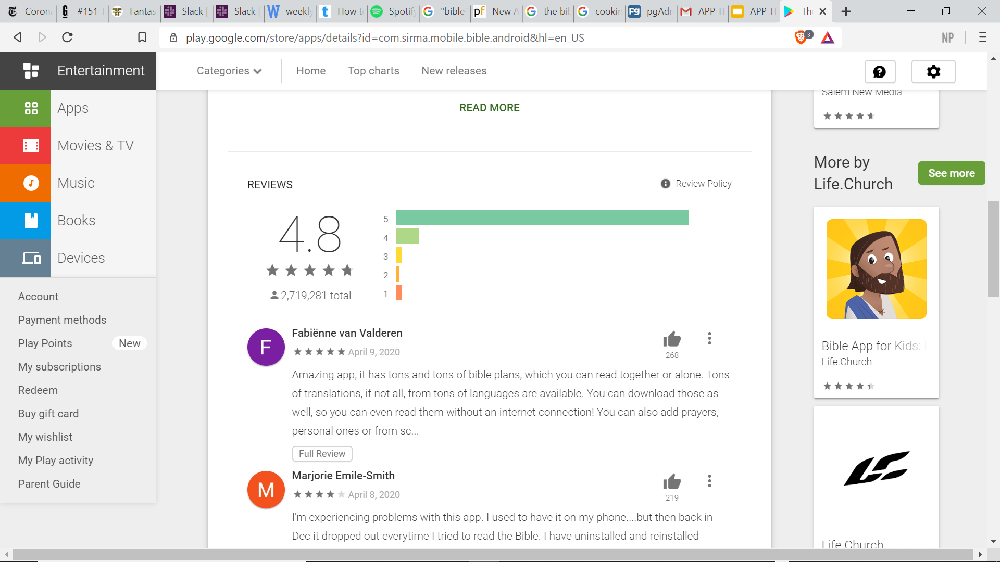 Coron
#151 T
Fantas
Slack |
Slack |
weekly
How to
Spotify
"bible"
New A
the bib
cookin
pgAdn
APP TR
APP TR
The
play.google.com/store/apps/details?id=com.sirma.mobile.bible.android&hl=en_US
3
NP
Entertainment
Categories
Home
Top charts
New releases
Apps
Movies & TV
Music
Books
Devices
Account
Payment methods
Play Points
New
My subscriptions
Redeem
Buy gift card
My wishlist
My Play activity
Parent Guide
READ MORE
REVIEWS
Review Policy
4.8
2,719,281 total
5
4
3
2
1
F
Fabiënne van Valderen
April 9, 2020
268
Amazing app, it has tons and tons of bible plans, which you can read together or alone. Tons
of translations, if not all, from tons of languages are available. You can download those as
well, so you can even read them without an internet connection! You can also add prayers,
personal ones or from sc...
Full Review
M
Marjorie Emile-Smith
April 8, 2020
219
I'm experiencing problems with this app. I used to have it on my phone....but then back in
Dec it dropped out everytime I tried to read the Bible. I have uninstalled and reinstalled
Salem New Media
More by
Life.Church
See more
Bible App for Kids:
Life.Church
Life.Church